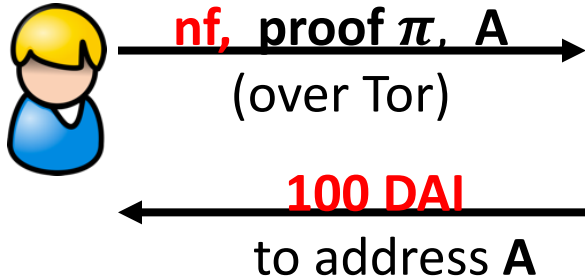 nf, proof π, A
(over Tor)
100 DAI
to address A